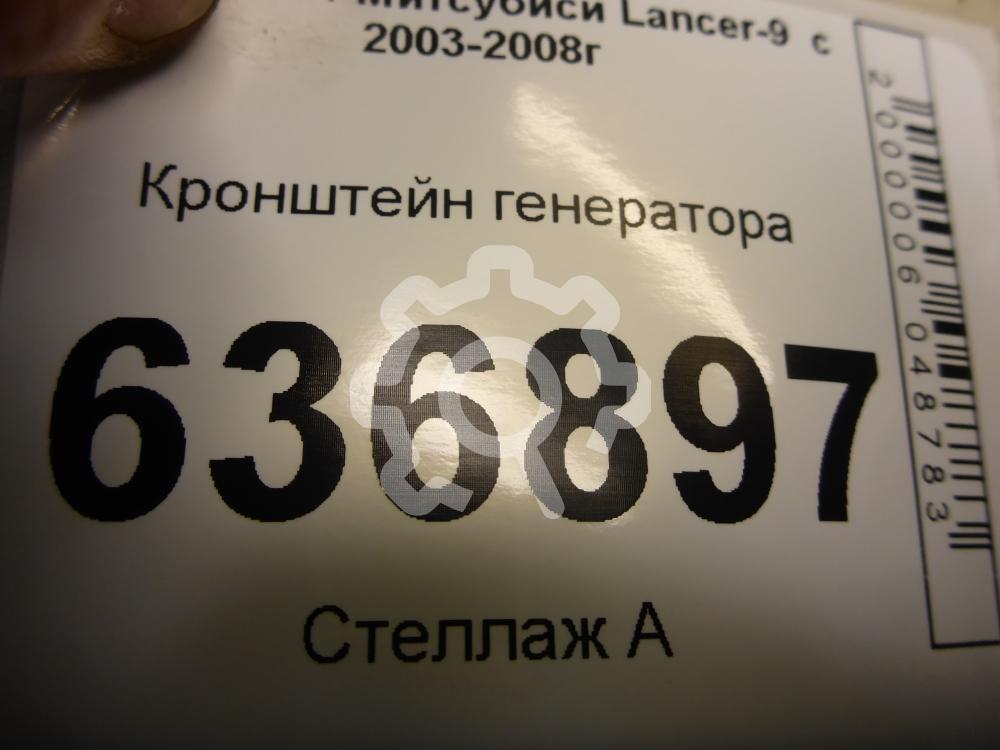 Митсубиси Lancer-9 с
2003-2008г
Кронштейн генератора
636897
Стеллаж А
2000006048783